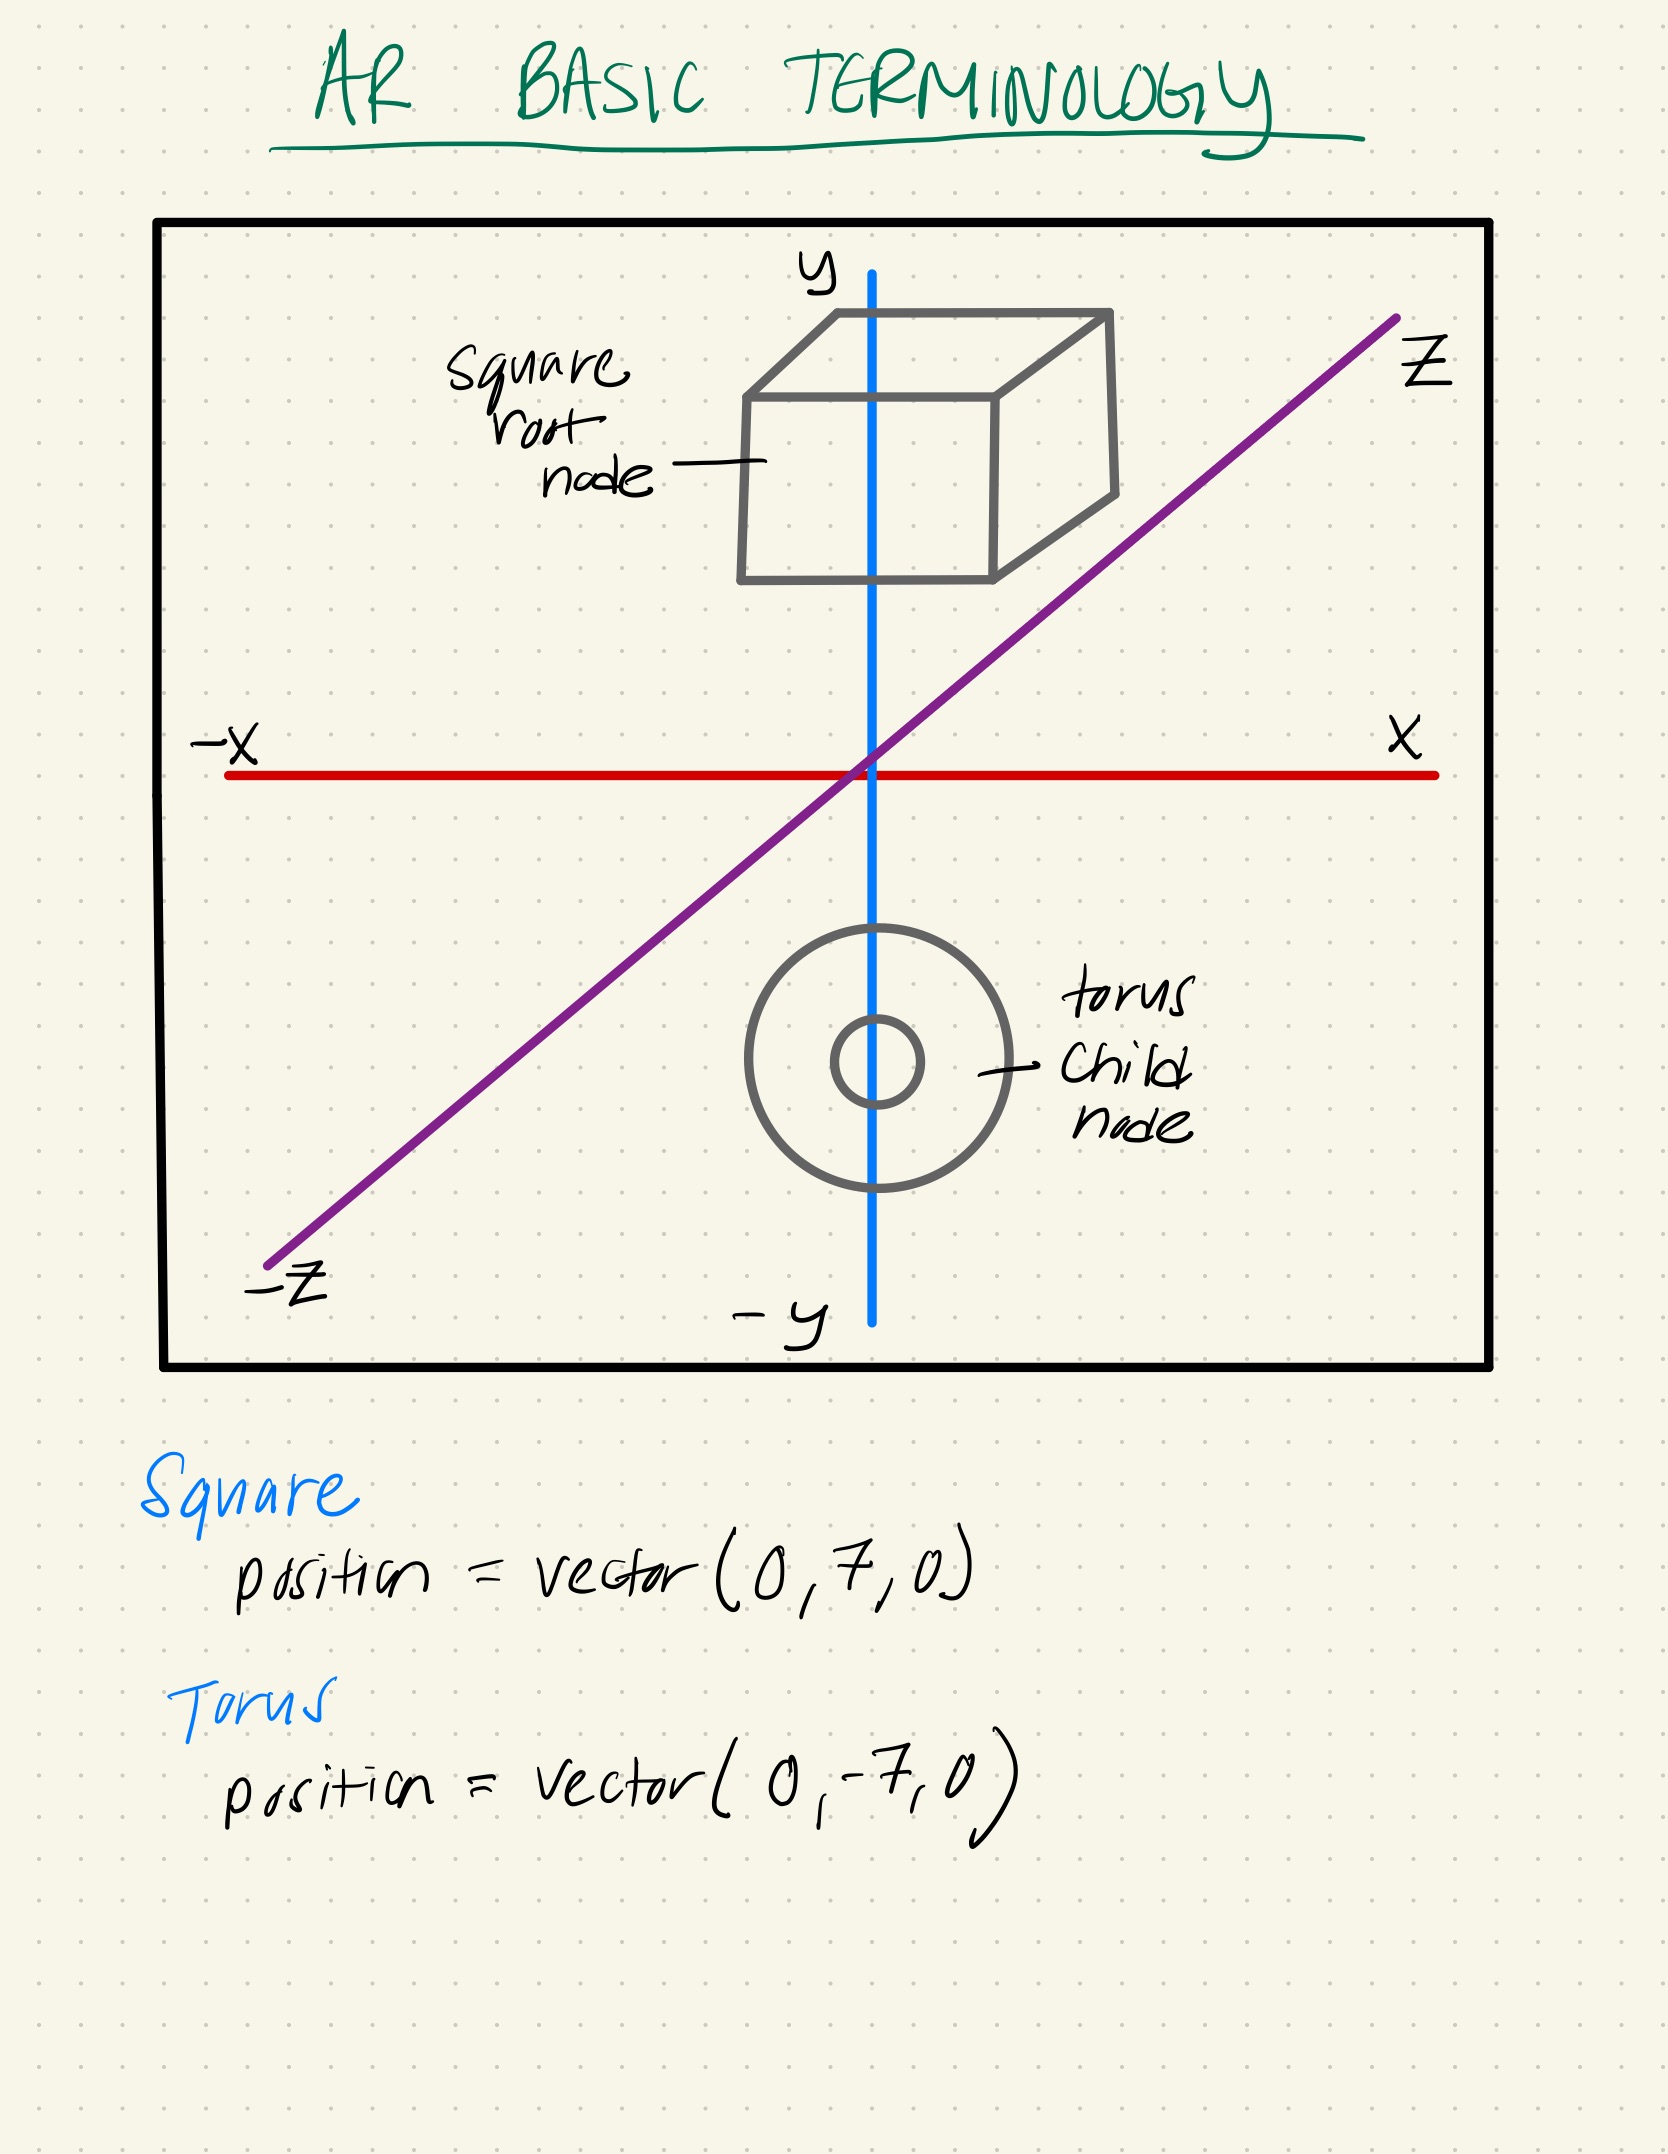 AR BASIC TERMINOLOGY
y
square
root
node
z
-x
x
torus
child
node
-z
-y
Square
position = vector(0,7,0)
Torus
position = vector(0,-7,0)